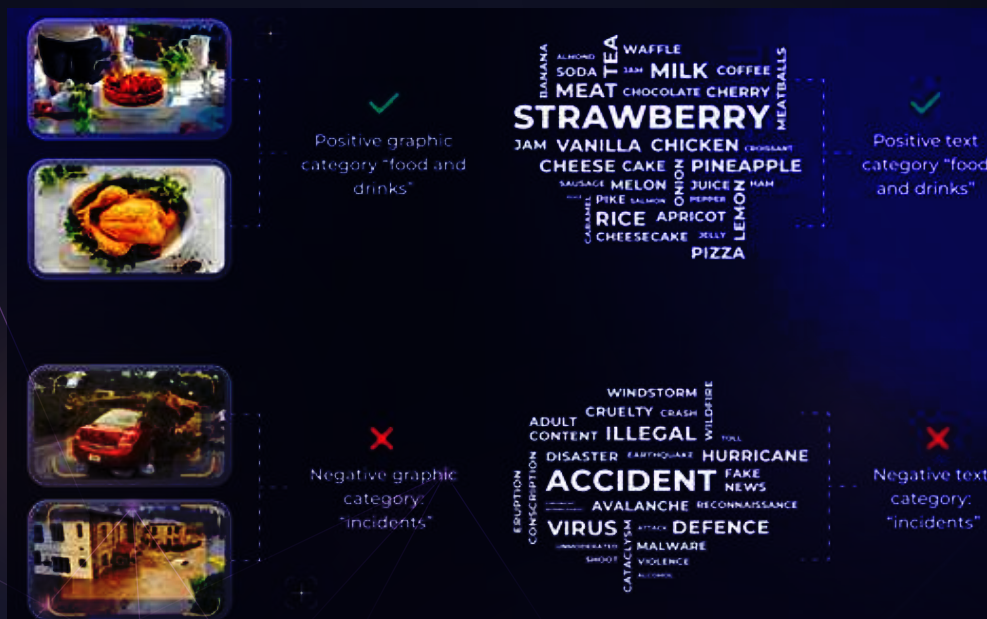 BANANA
ALMOND
TEA
WAFFLE
SODA
JAM
MILK
COFFEE
MEATBALLS
MEAT
CHOCOLATE
CHERRY
STRAWBERRY
JAM
VANILLA
CHICKEN
CROISSANT
CHEESE
CAKE
ONION
PINEAPPLE
SAUSAGE
MELON
JUICE
HAM
LEMON
CARAMEL
PIKE
SALMON
PEPPER
RICE
APRICOT
CHEESECAKE
JELLY
PIZZA
Positive graphic
category "food and
drinks"
Positive text
category "food
and drinks"
WINDSTORM
WILDFIRE
CRUELTY
CRASH
ADULT
CONTENT
ILLEGAL
TOLL
DISASTER
EARTHQUAKE
HURRICANE
ERUPTION
CONSCRIPTION
ACCIDENT
FAKE
NEWS
AVALANCHE
RECONNAISSANCE
VIRUS
ATTACK
DEFENCE
CATACLYSM
UNMODERATED
MALWARE
SHOOT
VIOLENCE
ALCOHOL
Negative graphic
category:
"incidents"
Negative text
category:
"incidents"